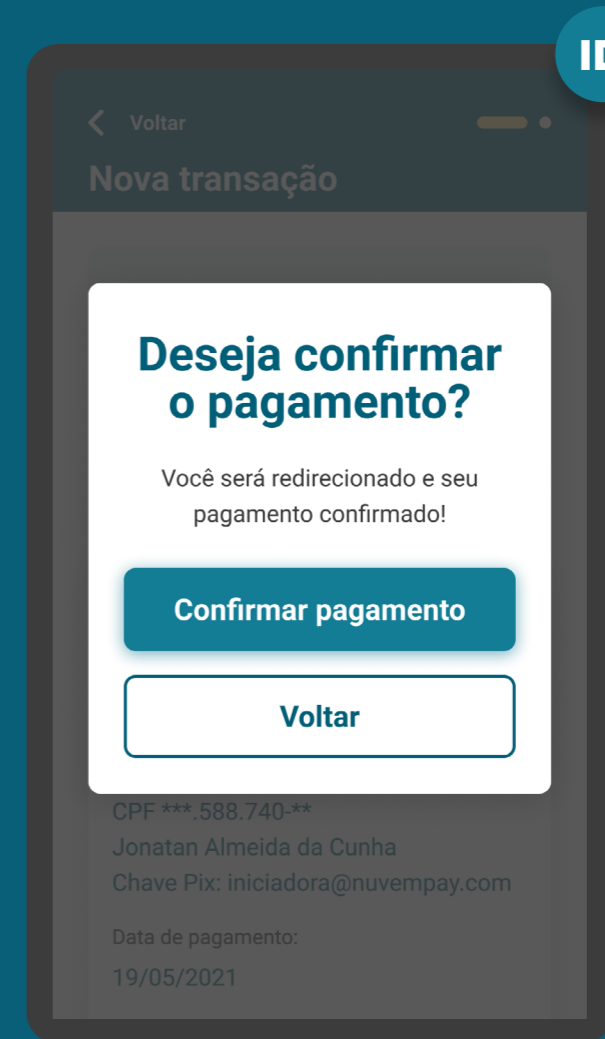 ID
Voltar
Nova transação
Deseja confirmar
o pagamento?
Você será redirecionado e seu
pagamento confirmado!
Confirmar pagamento
Voltar
CPF ***.588.740-**
Jonatan Almeida da Cunha
Chave Pix: iniciadora@nuvempay.com
Data de pagamento:
19/05/2021